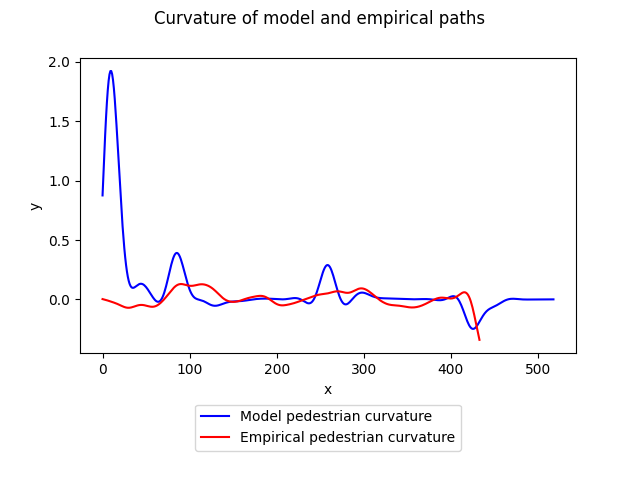 Curvature of model and empirical paths
2.0
1.5
1.0
0.5
0.0
y
0 100 200 300 400 500
x
Model pedestrian curvature
Empirical pedestrian curvature